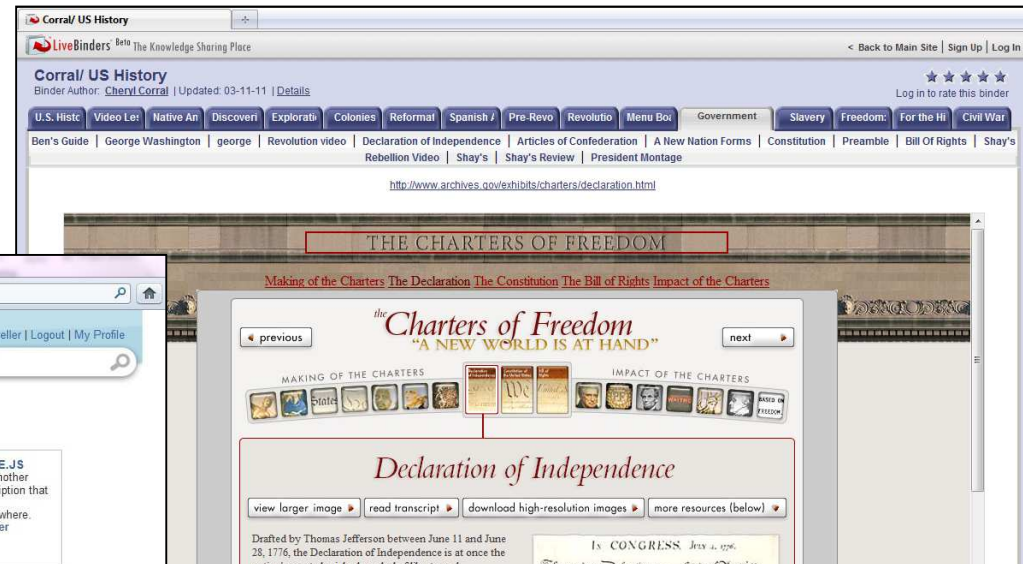 Corral/ US History
LiveBinders Beta The Knowledge Sharing Place
< Back to Main Site | Sign Up | Log In
Corral/ US History
Binder Author: Cheryl Corral | Updated: 03-11-11 | Details
Log in to rate this binder
U.S. Histo Video Les Native An Discoveri Exploratio Colonies Reformat Spanish / Pre-Revo Revolutio Menu Boa Government Slavery Freedom: For the Hi Civil War
Ben's Guide | George Washington | george | Revolution video | Declaration of Independence | Articles of Confederation | A New Nation Forms | Constitution | Preamble | Bill Of Rights | Shay's
Rebellion Video | Shay's | Shay's Review | President Montage
http://www.archives.gov/exhibits/charters/declaration.html
THE CHARTERS OF FREEDOM
Making of the Charters The Declaration The Constitution The Bill of Rights Impact of the Charters
eller | Logout | My Profile
the Charters of Freedom
"A NEW WORLD IS AT HAND"
previous
next
MAKING OF THE CHARTERS
IMPACT OF THE CHARTERS
States
We
BASED ON
FREEDOM
E.JS
nother
ption that
where.
er
Declaration of Independence
view larger image
read transcript
download high-resolution images
more resources (below)
Drafted by Thomas Jefferson between June 11 and June
28, 1776, the Declaration of Independence is at once the
In CONGRESS, July 4, 1776.